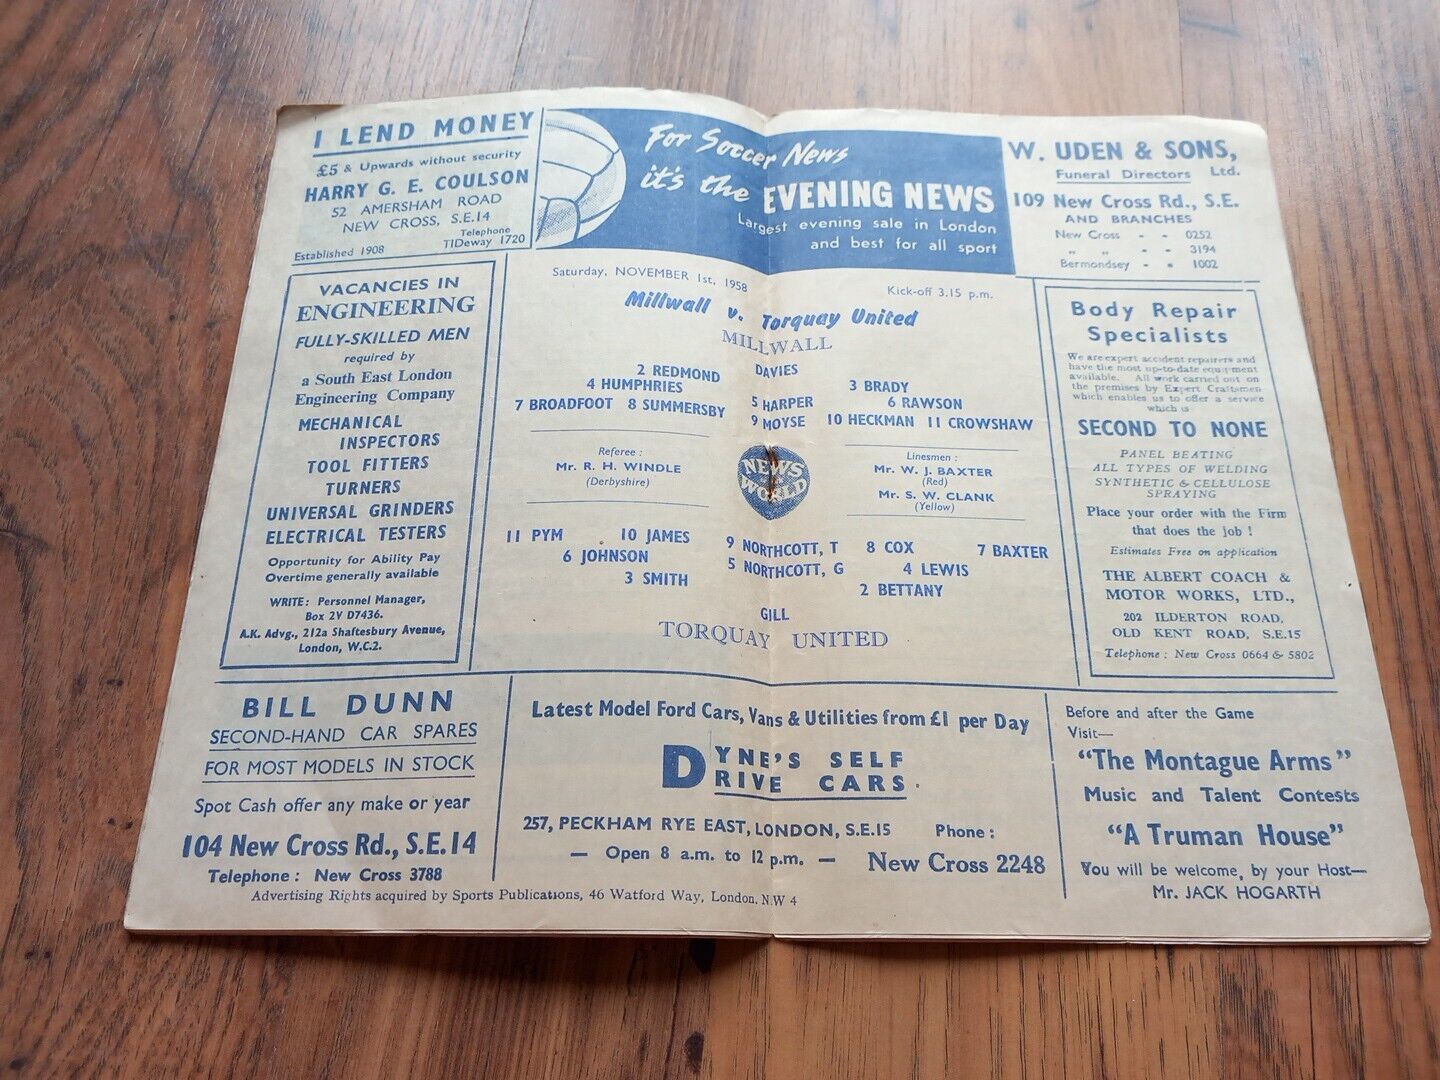 I LEND MONEY
£5 & Upwards without security
HARRY G. E. COULSON
52 AMERSHAM ROAD
NEW CROSS, S.E.14
Telephone
Established 1908 TIDeway 1720
For Soccer News
it's the EVENING NEWS
Largest evening sale in London
and best for all sport
W. UDEN & SONS,
Funeral Directors Ltd.
109 New Cross Rd., S.E.
AND BRANCHES
New Cross - - 0252
" " - 3194
Bermondsey - " 1002
VACANCIES IN
ENGINEERING
FULLY-SKILLED MEN
required by
a South East London
Engineering Company
MECHANICAL
INSPECTORS
TOOL FITTERS
TURNERS
UNIVERSAL GRINDERS
ELECTRICAL TESTERS
Opportunity for Ability Pay
Overtime generally available
WRITE: Personnel Manager,
Box 2V D7436.
A.K. Advg., 212a Shaftesbury Avenue,
London, W.C.2.
Saturday, NOVEMBER 1st, 1958 Kick-off 3.15 p.m.
Millwall v. Torquay United
MILLWALL
DAVIES
2 REDMOND 3 BRADY
4 HUMPHRIES 5 HARPER 6 RAWSON
7 BROADFOOT 8 SUMMERSBY 9 MOYSE 10 HECKMAN 11 CROWSHAW
Referee :
Mr. R. H. WINDLE
(Derbyshire)
NEWS
OF THE
WORLD
Linesmen :
Mr. W. J. BAXTER
(Red)
Mr. S. W. CLANK
(Yellow)
11 PYM 10 JAMES 9 NORTHCOTT, T 8 COX 7 BAXTER
6 JOHNSON 5 NORTHCOTT, G 4 LEWIS
3 SMITH 2 BETTANY
GILL
TORQUAY UNITED
Body Repair
Specialists
We are expert accident repairers and
have the most up-to-date equipment
available. All work carried out on
the premises by Expert Craftsmen
which enables us to offer a service
which is
SECOND TO NONE
PANEL BEATING
ALL TYPES OF WELDING
SYNTHETIC & CELLULOSE
SPRAYING
Place your order with the Firm
that does the Job !
Estimates Free on application
THE ALBERT COACH &
MOTOR WORKS, LTD.,
202 ILDERTON ROAD,
OLD KENT ROAD, S.E.15
Telephone : New Cross 0664 & 5802
BILL DUNN
SECOND-HAND CAR SPARES
FOR MOST MODELS IN STOCK
Spot Cash offer any make or year
104 New Cross Rd., S.E.14
Telephone : New Cross 3788
Latest Model Ford Cars, Vans & Utilities from £1 per Day
DYNE'S SELF
DRIVE CARS.
257, PECKHAM RYE EAST, LONDON, S.E.15 Phone :
— Open 8 a.m. to 12 p.m. — New Cross 2248
Before and after the Game
Visit—
"The Montague Arms"
Music and Talent Contests
"A Truman House"
You will be welcome, by your Host—
Mr. JACK HOGARTH
Advertising Rights acquired by Sports Publications, 46 Watford Way, London, N.W 4